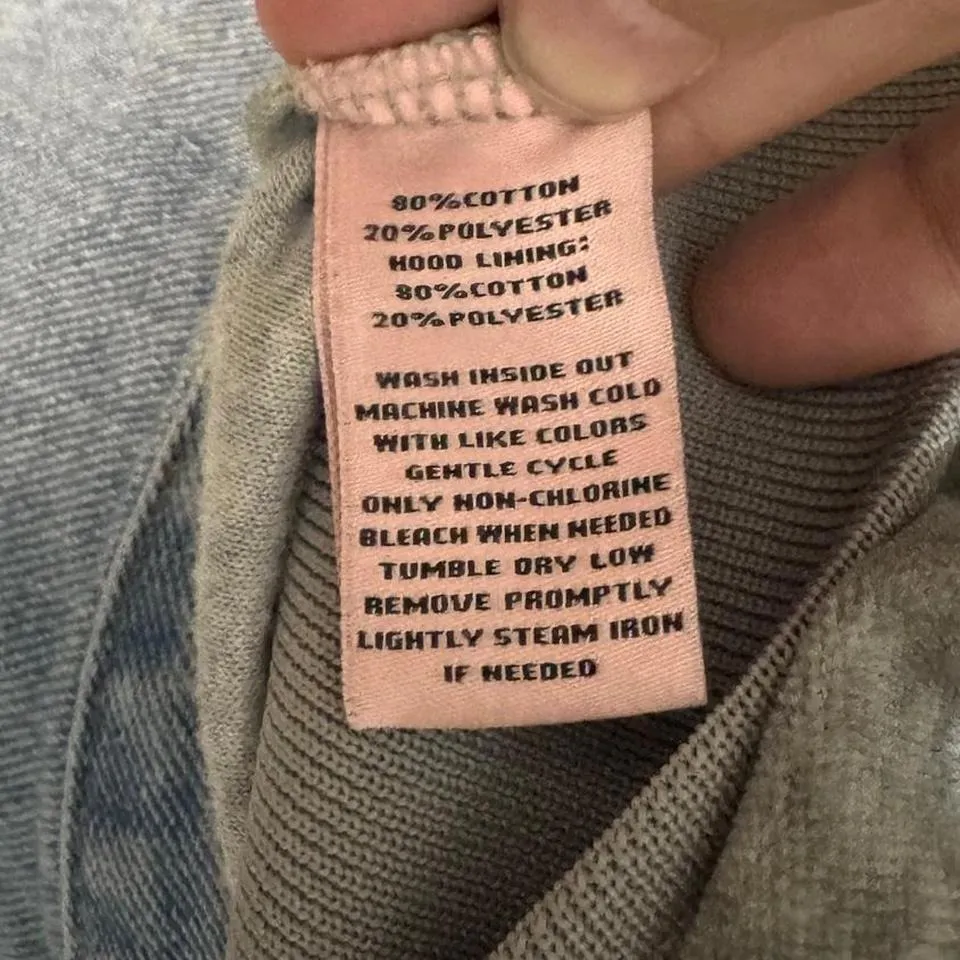 80%COTTON
20%POLYESTER
HOOD LINING:
80%COTTON
20%POLYESTER
WASH INSIDE OUT
MACHINE WASH COLD
WITH LIKE COLORS
GENTLE CYCLE
ONLY NON-CHLORINE
BLEACH WHEN NEEDED
TUMBLE DRY LOW
REMOVE PROMPTLY
LIGHTLY STEAM IRON
IF NEEDED